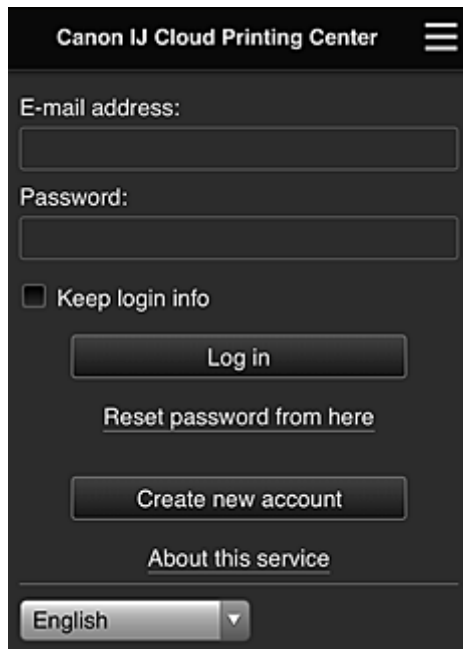 Canon IJ Cloud Printing Center
E-mail address:
Password:
Keep login info
Log in
Reset password from here
Create new account
About this service
English